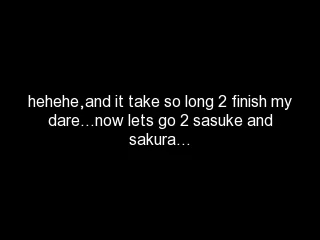 hehehe,and it take so long 2 finish my
dare...now lets go 2 sasuke and
sakura...